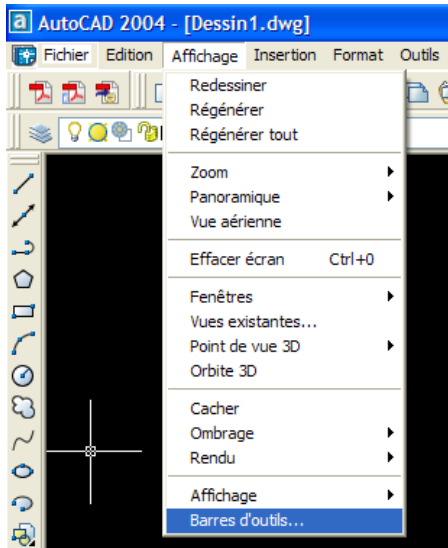 AutoCAD 2004 - [Dessin1.dwg]
Fichier Edition Affichage Insertion Format Outils
Redessiner
Régénérer
Régénérer tout
Zoom
Panoramique
Vue aérienne
Effacer écran Ctrl+0
Fenêtres
Vues existantes...
Point de vue 3D
Orbite 3D
Cacher
Ombrage
Rendu
Affichage
Barres d'outils...